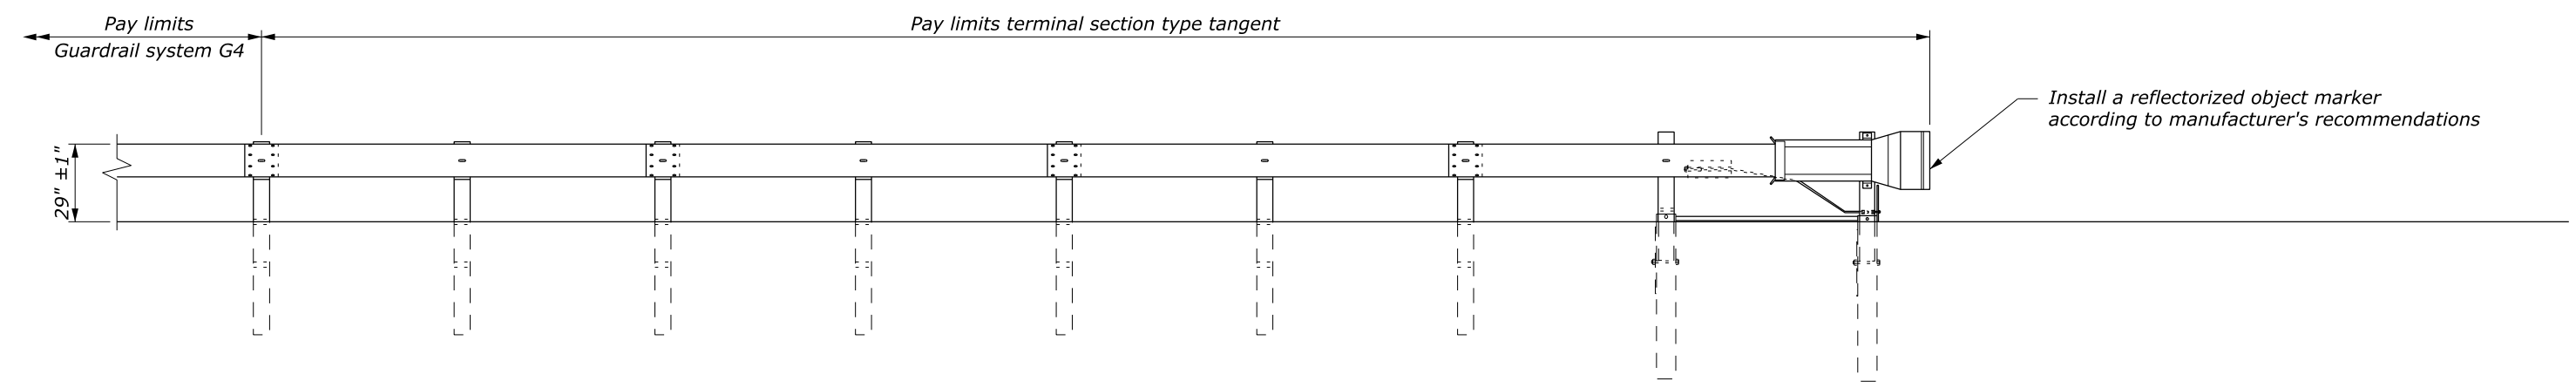 Pay limits
Guardrail system G4
Pay limits terminal section type tangent
Install a reflectorized object marker
according to manufacturer's recommendations
29" ±1"